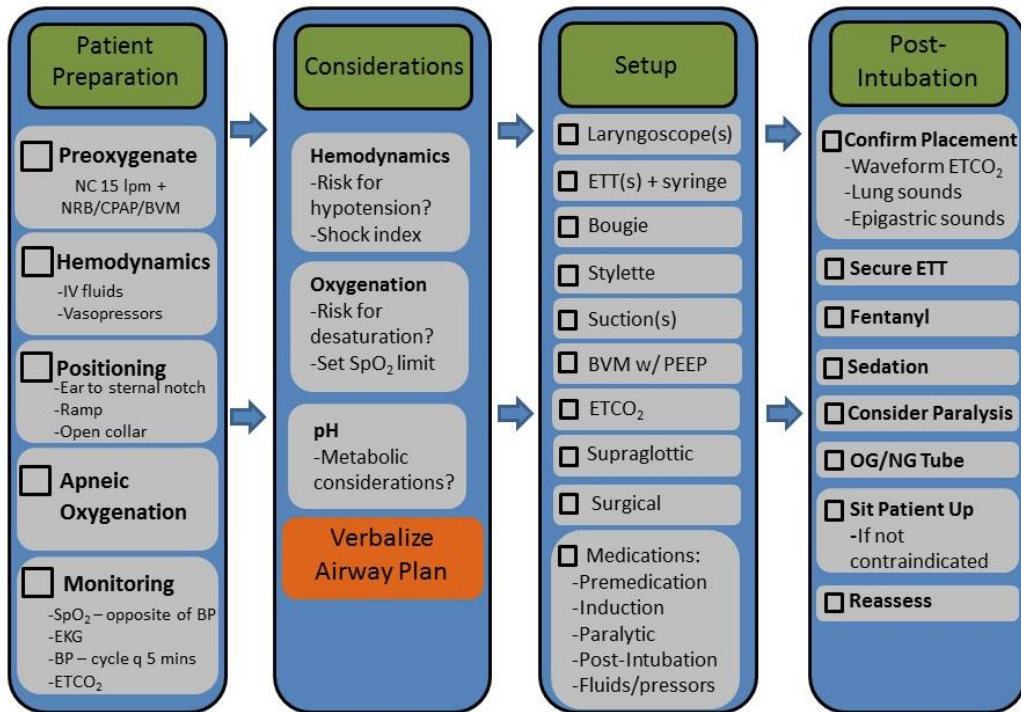 Patient
Preparation
Preoxygenate
NC 15 lpm +
NRB/CPAP/BVM
Hemodynamics
-IV fluids
-Vasopressors
Positioning
-Ear to sternal notch
-Ramp
-Open collar
Apneic
Oxygenation
Monitoring
-SpO₂ – opposite of BP
-EKG
-BP – cycle q 5 mins
-ETCO₂
Considerations
Hemodynamics
-Risk for
hypotension?
-Shock index
Oxygenation
-Risk for
desaturation?
-Set SpO₂ limit
pH
-Metabolic
considerations?
Verbalize
Airway Plan
Setup
Laryngoscope(s)
ETT(s) + syringe
Bougie
Stylette
Suction(s)
BVM w/ PEEP
ETCO₂
Supraglottic
Surgical
Medications:
-Premedication
-Induction
-Paralytic
-Post-Intubation
-Fluids/pressors
Post-
Intubation
Confirm Placement
-Waveform ETCO₂
-Lung sounds
-Epigastric sounds
Secure ETT
Fentanyl
Sedation
Consider Paralysis
OG/NG Tube
Sit Patient Up
-If not
contraindicated
Reassess